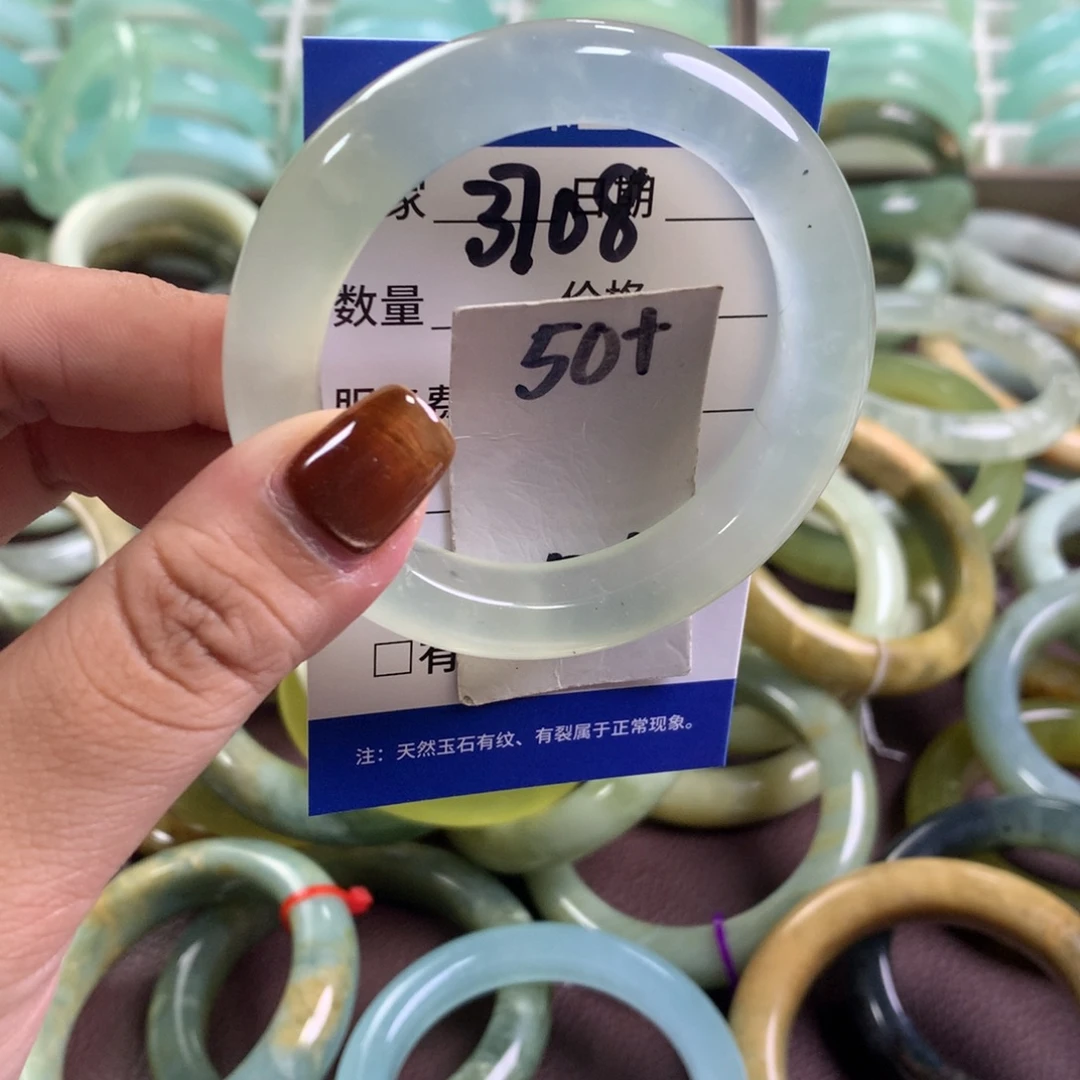 家 日期
3708
数量 价格
50+
□有
注：天然玉石有纹、有裂属于正常现象。